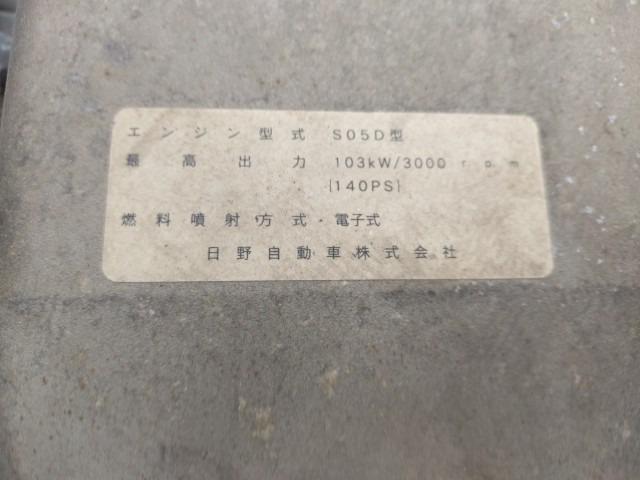 エンジン型式 S05D型
最高出力 103kW/3000 rpm
{140PS}
燃料噴射方式・電子式
日野自動車株式会社